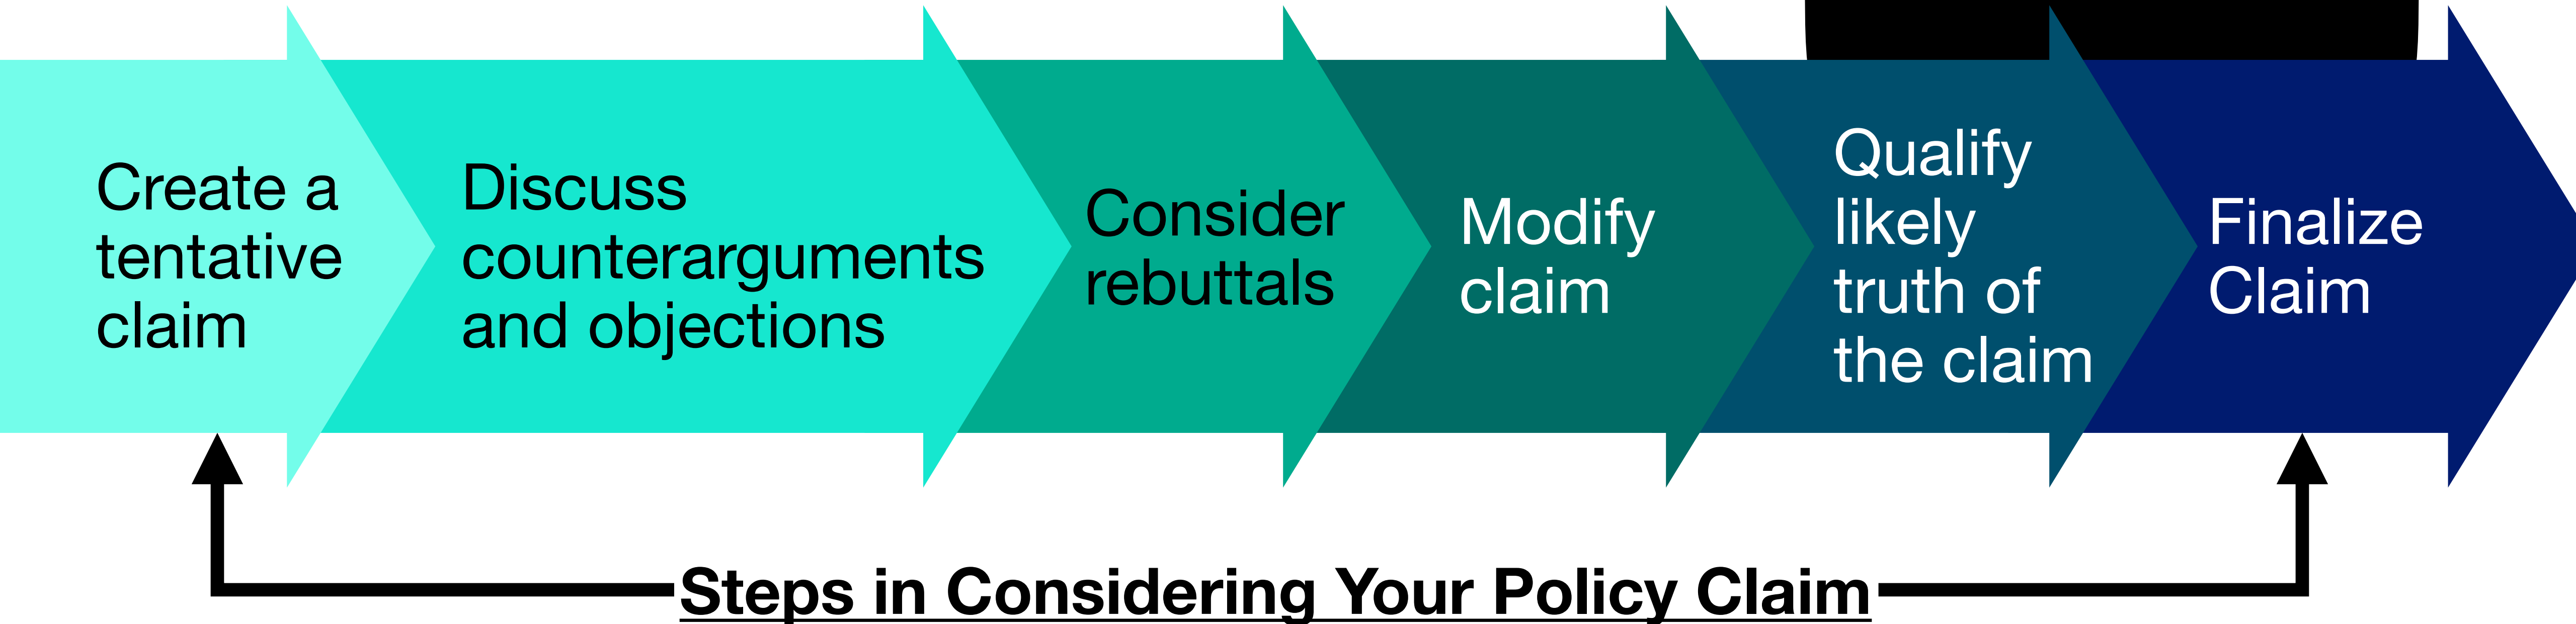 Create a
tentative
claim
Discuss
counterarguments
and objections
Consider
rebuttals
Modify
claim
Qualify
likely
truth of
the claim
Finalize
Claim
Steps in Considering Your Policy Claim